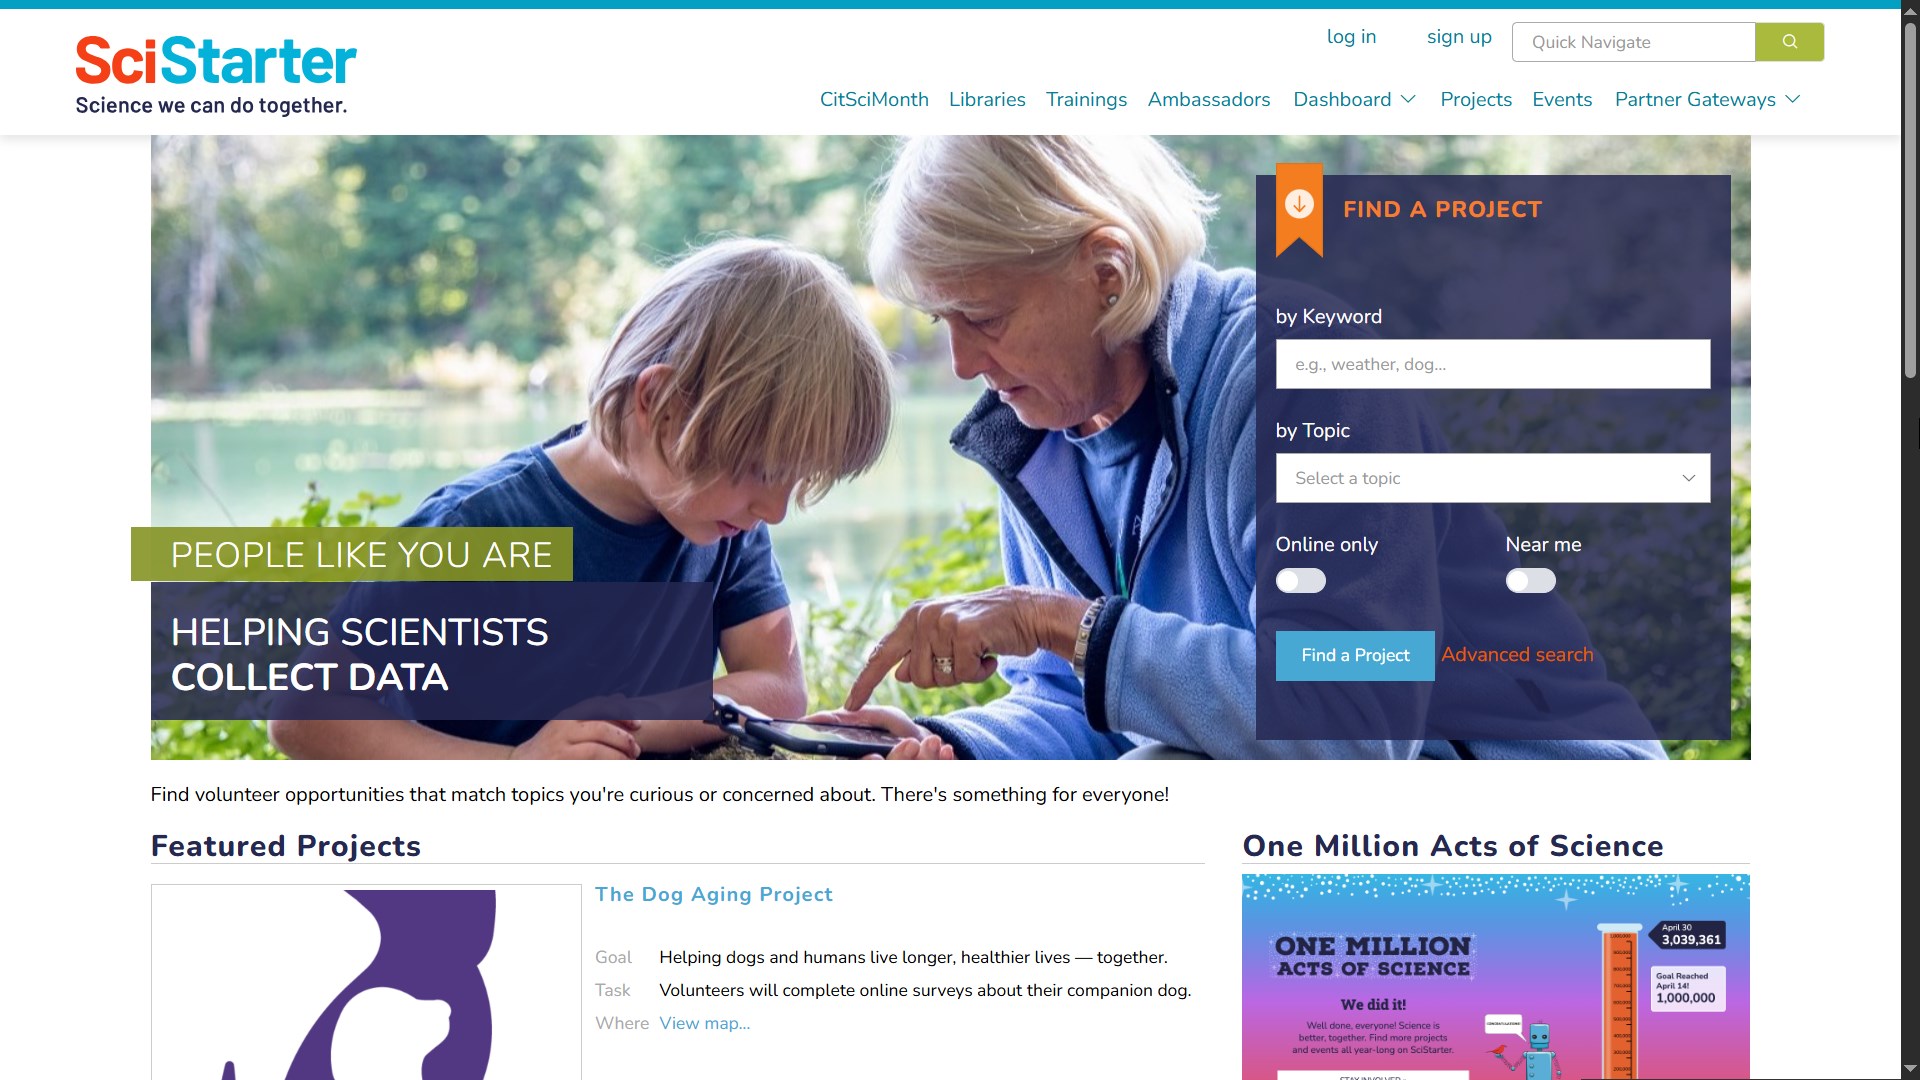 SciStarter
Science we can do together.
log in
sign up
Quick Navigate
CitSciMonth
Libraries
Trainings
Ambassadors
Dashboard
Projects
Events
Partner Gateways
PEOPLE LIKE YOU ARE
HELPING SCIENTISTS
COLLECT DATA
FIND A PROJECT
by Keyword
e.g., weather, dog...
by Topic
Select a topic
Online only
Near me
Find a Project
Advanced search
Find volunteer opportunities that match topics you're curious or concerned about. There's something for everyone!
Featured Projects
The Dog Aging Project
Goal Helping dogs and humans live longer, healthier lives — together.
Task Volunteers will complete online surveys about their companion dog.
Where View map...
One Million Acts of Science
ONE MILLION
ACTS OF SCIENCE
We did it!
Well done, everyone! Science is
better, together. Find more projects
and events all year-long on SciStarter.
April 30
3,039,361
Goal Reached
April 14!
1,000,000